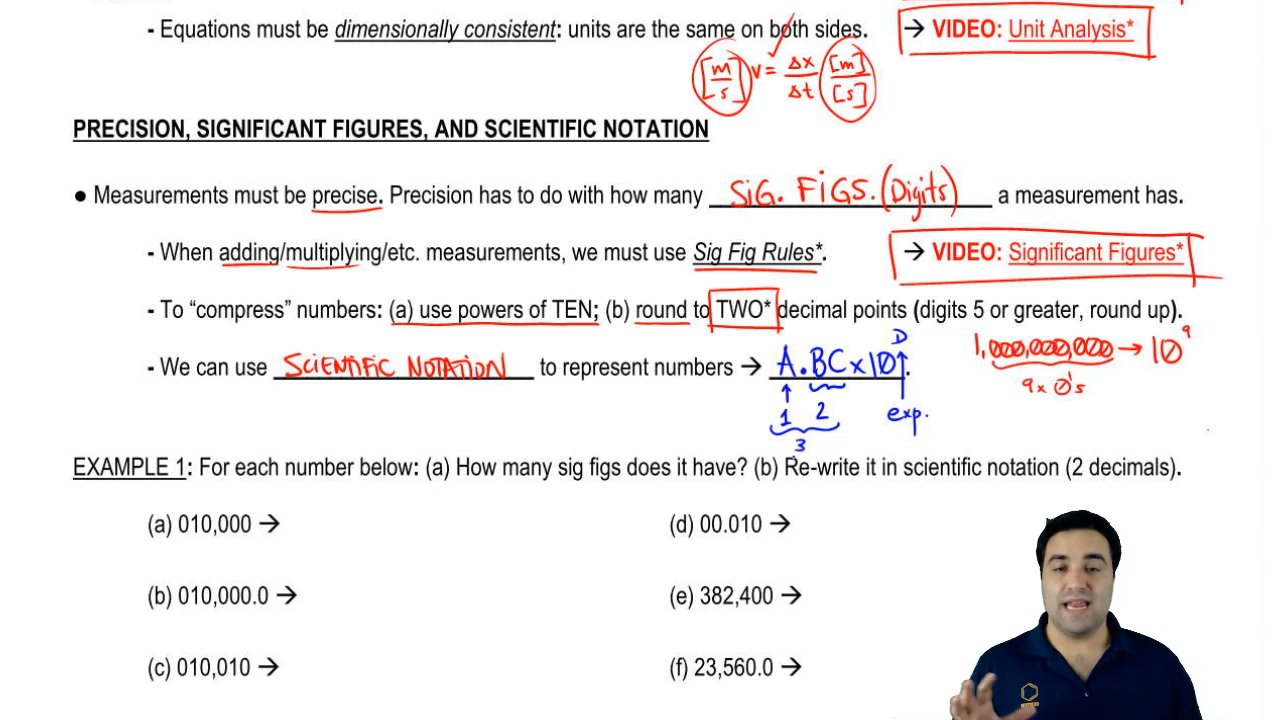 - Equations must be dimensionally consistent: units are the same on both sides.
→ VIDEO: Unit Analysis*
[m]/[s] v = Δx/Δt [m]/[s]
PRECISION, SIGNIFICANT FIGURES, AND SCIENTIFIC NOTATION
● Measurements must be precise. Precision has to do with how many SIG. FIGS. (Digits) a measurement has.
- When adding/multiplying/etc. measurements, we must use Sig Fig Rules*.
→ VIDEO: Significant Figures*
- To “compress” numbers: (a) use powers of TEN; (b) round to TWO* decimal points (digits 5 or greater, round up).
- We can use SCIENTIFIC NOTATION to represent numbers → A.BC x 10^D.
1,000,000,000 → 10^9
9x 0's
1 2 exp.
3
EXAMPLE 1: For each number below: (a) How many sig figs does it have? (b) Re-write it in scientific notation (2 decimals).
(a) 010,000 →
(d) 00.010 →
(b) 010,000.0 →
(e) 382,400 →
(c) 010,010 →
(f) 23,560.0 →